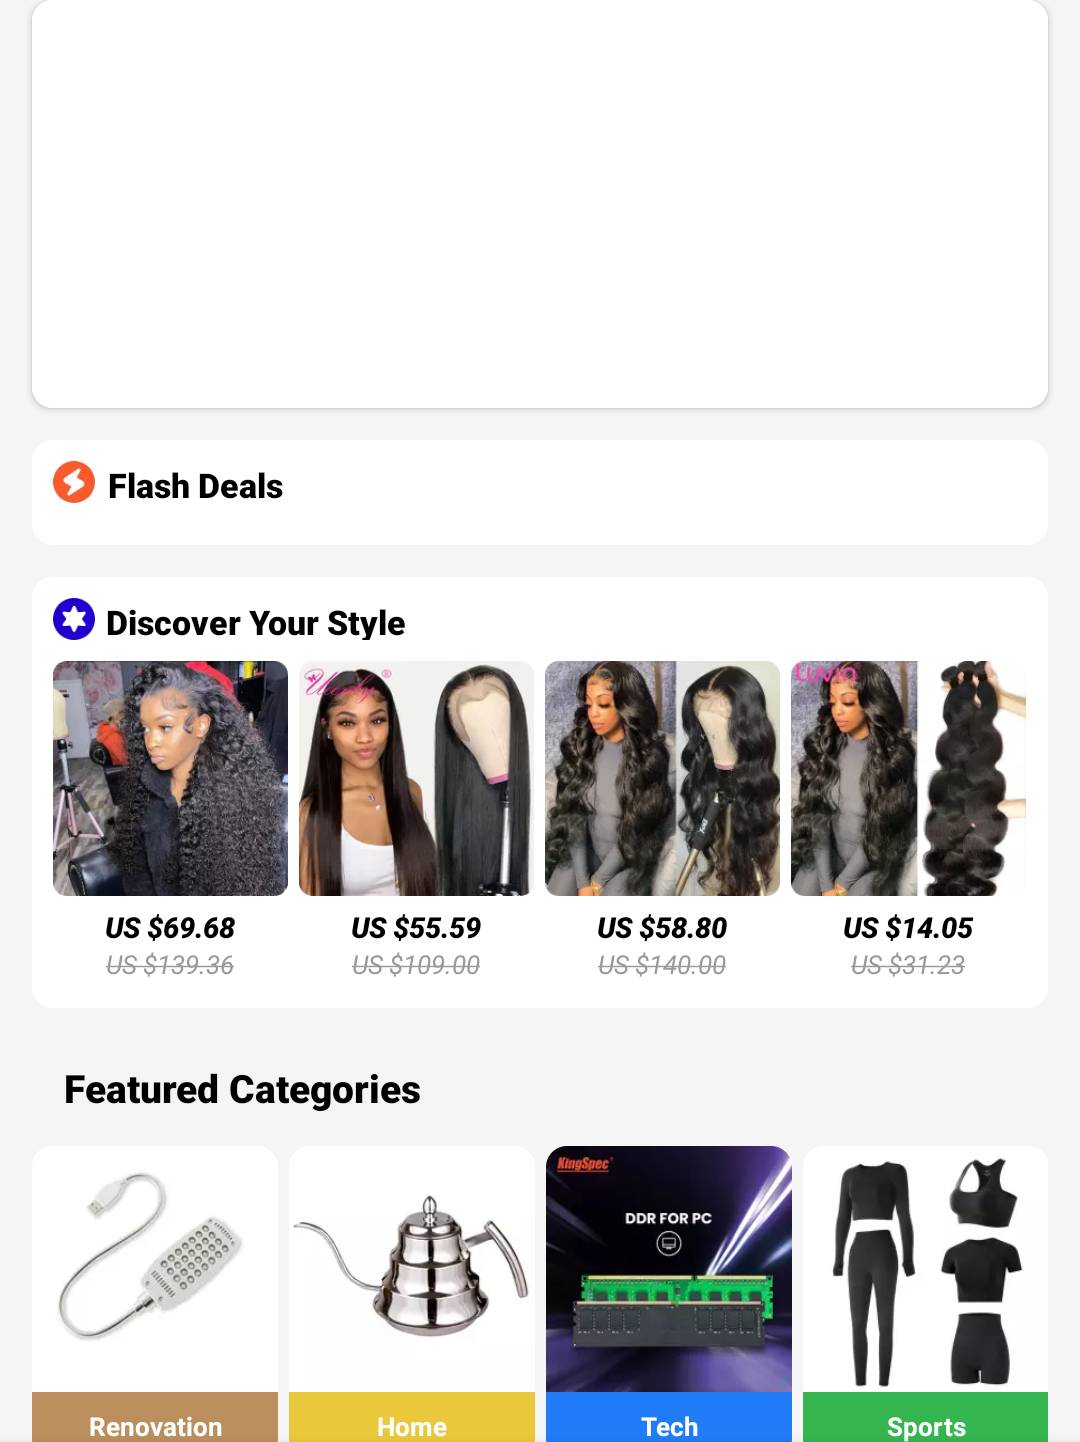 Flash Deals
Discover Your Style
US $69.68
US $139.36
US $55.59
US $109.00
US $58.80
US $140.00
LUVIN
US $14.05
US $31.23
Featured Categories
KingSpec
DDR FOR PC
Renovation
Home
Tech
Sports